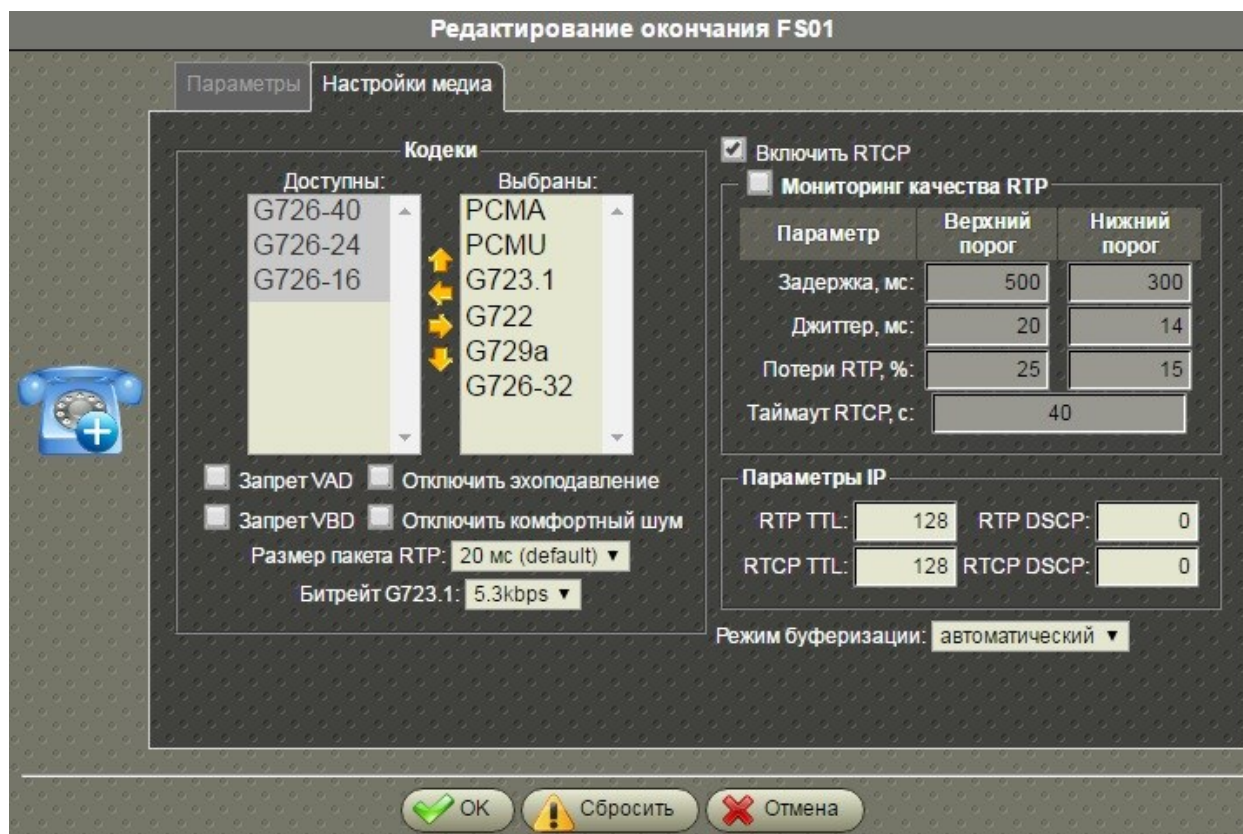 Редактирование окончания FS01
Параметры
Настройки медиа
Кодеки
Доступны:
G726-40
G726-24
G726-16
Выбраны:
PCMA
PCMU
G723.1
G722
G729a
G726-32
Запрет VAD Отключить эхоподавление
Запрет VBD Отключить комфортный шум
Размер пакета RTP: 20 мс (default)
Битрейт G723.1: 5.3kbps
Включить RTCP
Мониторинг качества RTP
Параметр Верхний порог Нижний порог
Задержка, мс: 500 300
Джиттер, мс: 20 14
Потери RTP, %: 25 15
Таймаут RTCP, с: 40
Параметры IP
RTP TTL: 128 RTP DSCP: 0
RTCP TTL: 128 RTCP DSCP: 0
Режим буферизации: автоматический
OK Сбросить Отмена